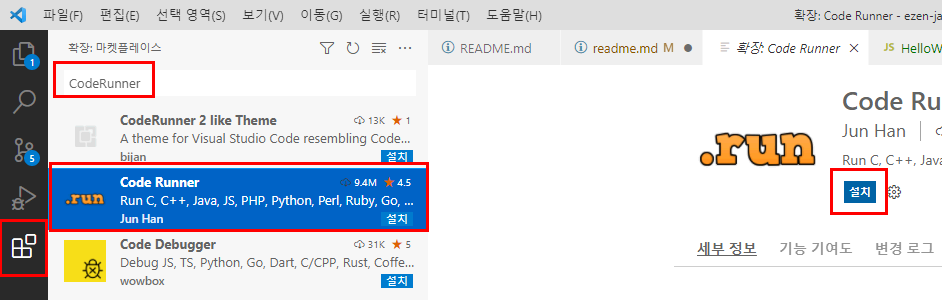 파일(F) 편집(E) 선택 영역(S) 보기(V) 이동(G) 실행(R) 터미널(T) 도움말(H)
확장: Code Runner - ezen-ja
확장: 마켓플레이스
README.md
readme.md M
확장: Code Runner
JS HelloW
1
5
CodeRunner
CodeRunner 2 like Theme 13K 1
A theme for Visual Studio Code resembling Code...
bijan 설치
.run
Code Runner 9.4M 4.5
Run C, C++, Java, JS, PHP, Python, Perl, Ruby, Go, ...
Jun Han 설치
Code Debugger 31K 5
Debug JS, TS, Python, Go, Dart, C/CPP, Rust, Coffe...
wowbox 설치
.run
Code Run
Jun Han
Run C, C++, Java
설치
세부 정보 기능 기여도 변경 로그